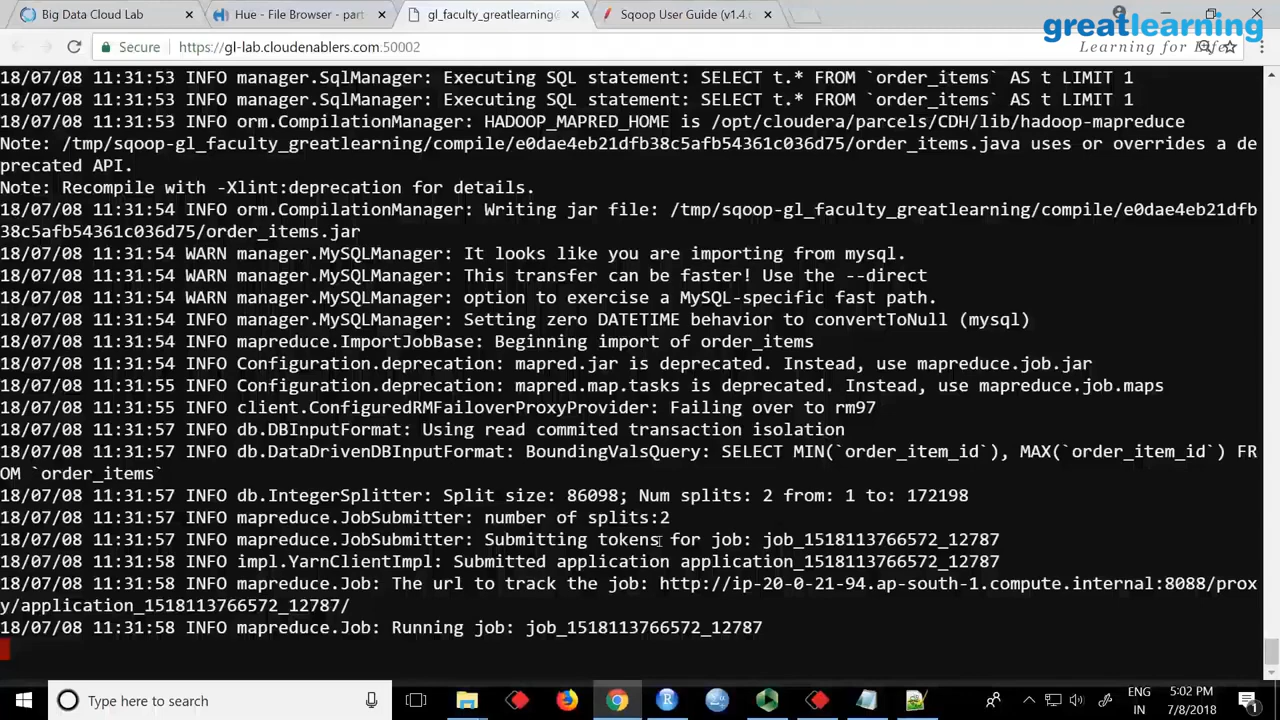 Big Data Cloud Lab
Hue - File Browser - part
gl_faculty_greatlearning@
Sqoop User Guide (v1.4.6
greatlearning
Learning for Life
Secure
https://gl-lab.cloudenablers.com:50002
18/07/08 11:31:53 INFO manager.SqlManager: Executing SQL statement: SELECT t.* FROM `order_items` AS t LIMIT 1
18/07/08 11:31:53 INFO manager.SqlManager: Executing SQL statement: SELECT t.* FROM `order_items` AS t LIMIT 1
18/07/08 11:31:53 INFO orm.CompilationManager: HADOOP_MAPRED_HOME is /opt/cloudera/parcels/CDH/lib/hadoop-mapreduce
Note: /tmp/sqoop-gl_faculty_greatlearning/compile/e0dae4eb21dfb38c5afb54361c036d75/order_items.java uses or overrides a de
precated API.
Note: Recompile with -Xlint:deprecation for details.
18/07/08 11:31:54 INFO orm.CompilationManager: Writing jar file: /tmp/sqoop-gl_faculty_greatlearning/compile/e0dae4eb21dfb
38c5afb54361c036d75/order_items.jar
18/07/08 11:31:54 WARN manager.MySQLManager: It looks like you are importing from mysql.
18/07/08 11:31:54 WARN manager.MySQLManager: This transfer can be faster! Use the --direct
18/07/08 11:31:54 WARN manager.MySQLManager: option to exercise a MySQL-specific fast path.
18/07/08 11:31:54 INFO manager.MySQLManager: Setting zero DATETIME behavior to convertToNull (mysql)
18/07/08 11:31:54 INFO mapreduce.ImportJobBase: Beginning import of order_items
18/07/08 11:31:54 INFO Configuration.deprecation: mapred.jar is deprecated. Instead, use mapreduce.job.jar
18/07/08 11:31:55 INFO Configuration.deprecation: mapred.map.tasks is deprecated. Instead, use mapreduce.job.maps
18/07/08 11:31:55 INFO client.ConfiguredRMFailoverProxyProvider: Failing over to rm97
18/07/08 11:31:57 INFO db.DBInputFormat: Using read commited transaction isolation
18/07/08 11:31:57 INFO db.DataDrivenDBInputFormat: BoundingValsQuery: SELECT MIN(`order_item_id`), MAX(`order_item_id`) FR
OM `order_items`
18/07/08 11:31:57 INFO db.IntegerSplitter: Split size: 86098; Num splits: 2 from: 1 to: 172198
18/07/08 11:31:57 INFO mapreduce.JobSubmitter: number of splits:2
18/07/08 11:31:57 INFO mapreduce.JobSubmitter: Submitting tokens for job: job_1518113766572_12787
18/07/08 11:31:58 INFO impl.YarnClientImpl: Submitted application application_1518113766572_12787
18/07/08 11:31:58 INFO mapreduce.Job: The url to track the job: http://ip-20-0-21-94.ap-south-1.compute.internal:8088/prox
y/application_1518113766572_12787/
18/07/08 11:31:58 INFO mapreduce.Job: Running job: job_1518113766572_12787
Type here to search
ENG
IN
5:02 PM
7/8/2018
1